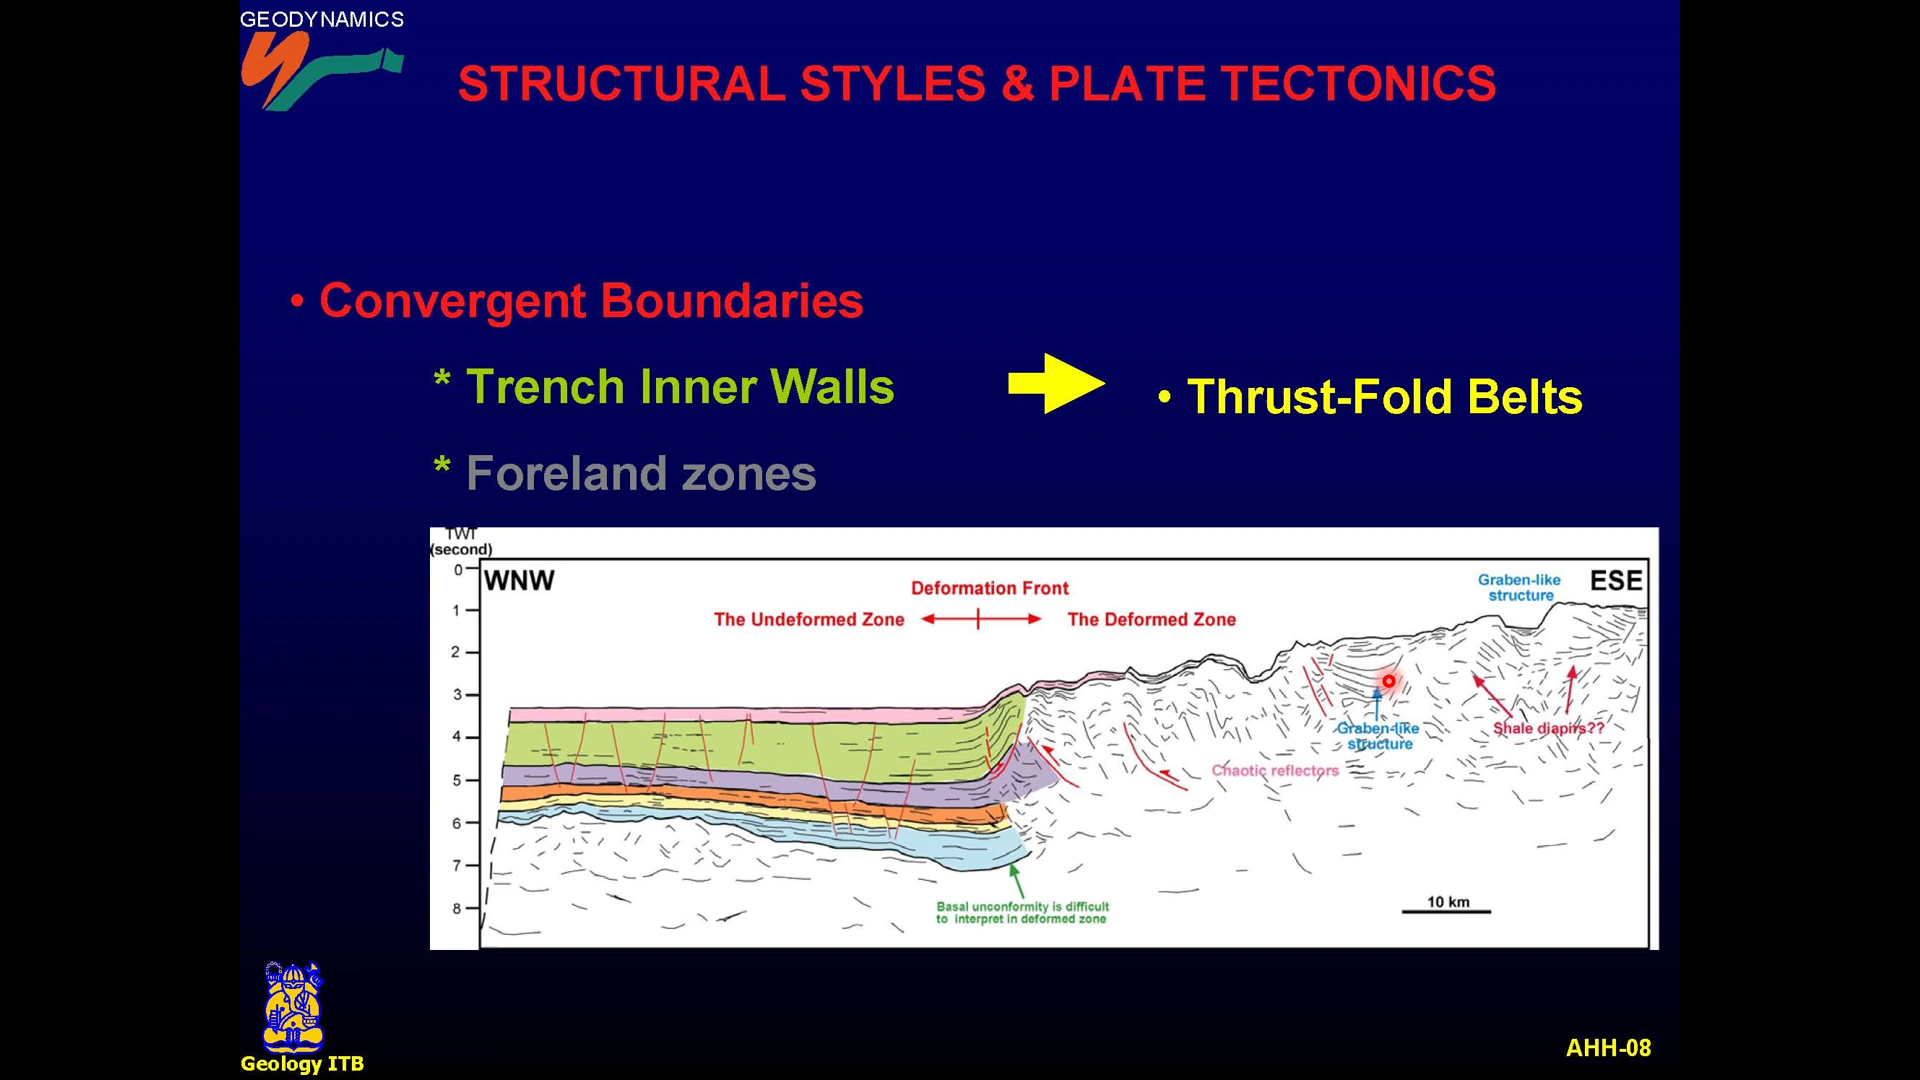 GEODYNAMICS
STRUCTURAL STYLES & PLATE TECTONICS
• Convergent Boundaries
* Trench Inner Walls
• Thrust-Fold Belts
* Foreland zones
TWT
(second)
0
1
2
3
4
5
6
7
8
WNW
Deformation Front
The Undeformed Zone
The Deformed Zone
Graben-like
structure
ESE
Graben-like
structure
Shale diapirs??
Chaotic reflectors
Basal unconformity is difficult
to interpret in deformed zone
10 km
Geology ITB
AHH-08